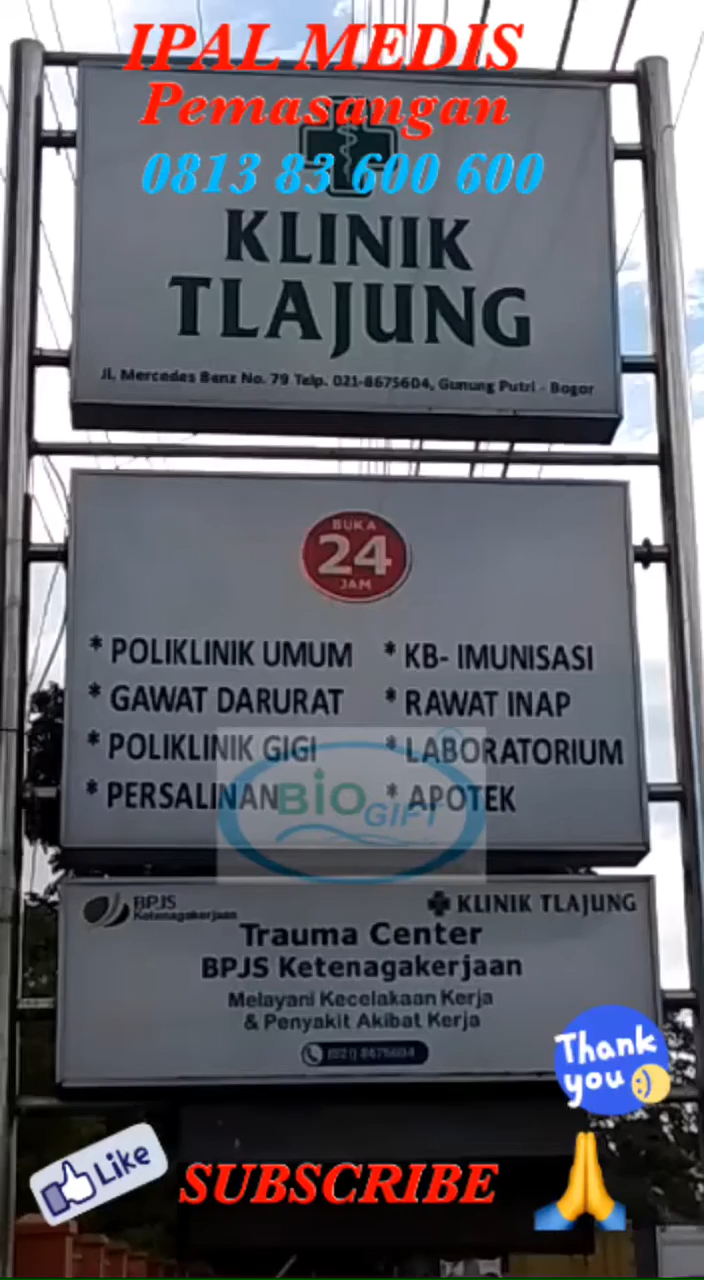 IPAL MEDIS
Pemasangan
0813 83 600 600
KLINIK
TLAJUNG
Jl. Mercedes Benz No. 79 Telp. 021-8675604, Gunung Putri - Bogor
BUKA
24
JAM
* POLIKLINIK UMUM
* GAWAT DARURAT
* POLIKLINIK GIGI
* PERSALINAN
* KB- IMUNISASI
* RAWAT INAP
* LABORATORIUM
* APOTEK
BIO
GIFT
BPJS
Ketenagakerjaan
KLINIK TLAJUNG
Trauma Center
BPJS Ketenagakerjaan
Melayani Kecelakaan Kerja
& Penyakit Akibat Kerja
(021) 8675604
Thank
you
Like
SUBSCRIBE